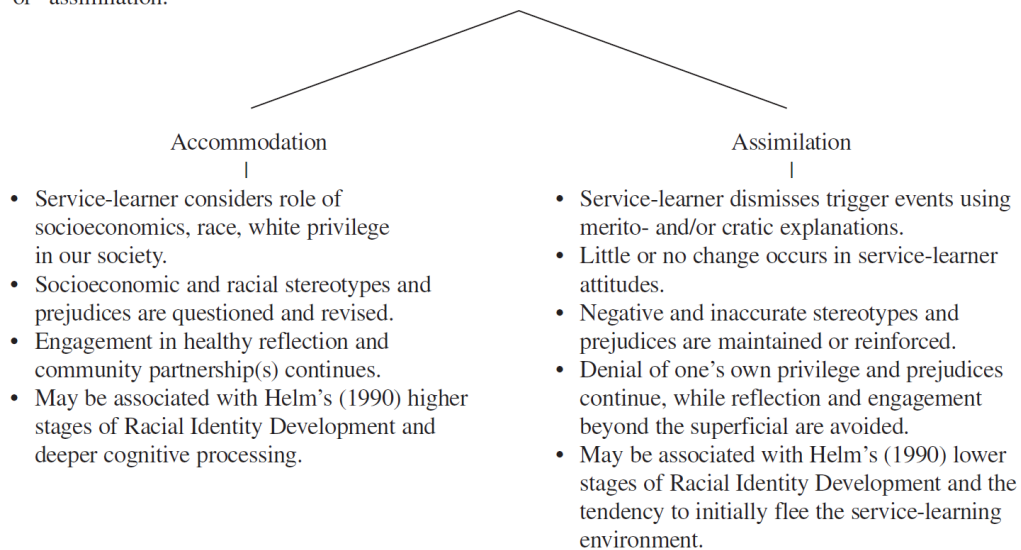 or "assimilation."
Accommodation
• Service-learner considers role of
socioeconomics, race, white privilege
in our society.
• Socioeconomic and racial stereotypes and
prejudices are questioned and revised.
• Engagement in healthy reflection and
community partnership(s) continues.
• May be associated with Helm's (1990) higher
stages of Racial Identity Development and
deeper cognitive processing.
Assimilation
• Service-learner dismisses trigger events using
merito- and/or cratic explanations.
• Little or no change occurs in service-learner
attitudes.
• Negative and inaccurate stereotypes and
prejudices are maintained or reinforced.
• Denial of one's own privilege and prejudices
continue, while reflection and engagement
beyond the superficial are avoided.
• May be associated with Helm's (1990) lower
stages of Racial Identity Development and the
tendency to initially flee the service-learning
environment.